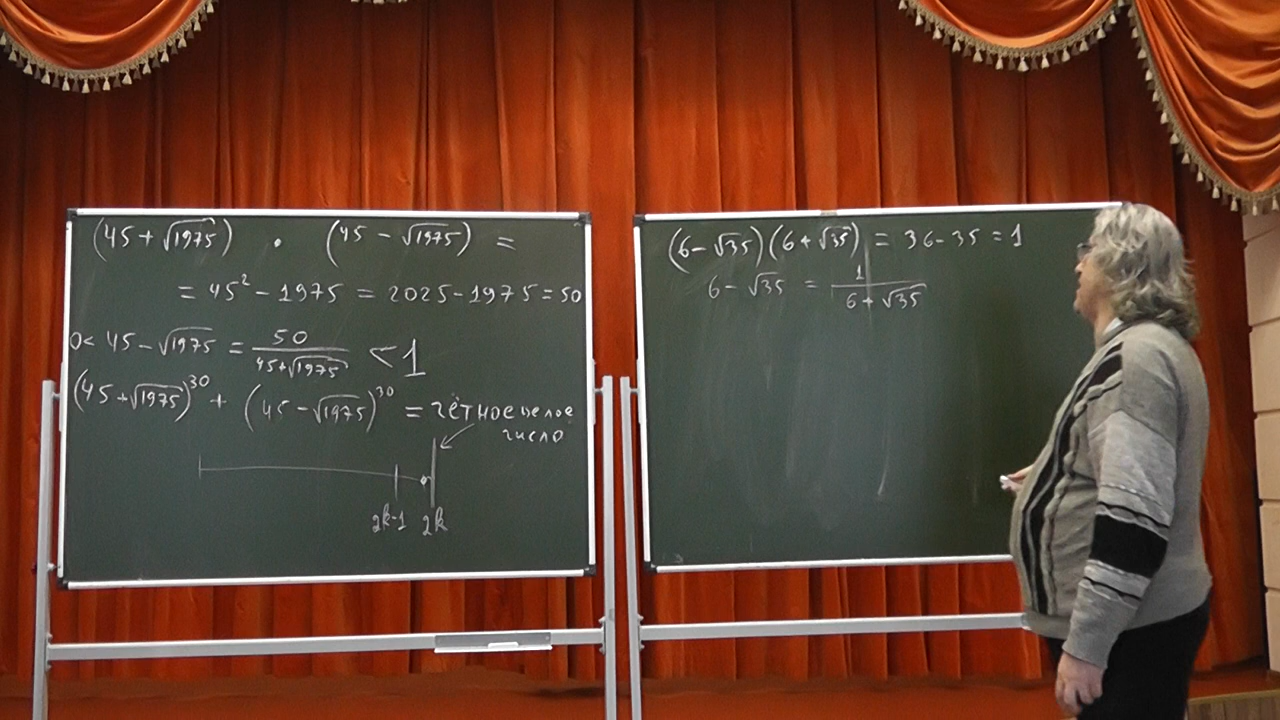 (45 + √1975) · (45 - √1975) =
= 45² - 1975 = 2025 - 1975 = 50
0 < 45 - √1975 = 50 / (45+√1975) < 1
(45 + √1975)³⁰ + (45 - √1975)³⁰ = чётное целое
число
2k-1 2k
(6 - √35)(6 + √35) = 36 - 35 = 1
6 - √35 = 1 / (6 + √35)